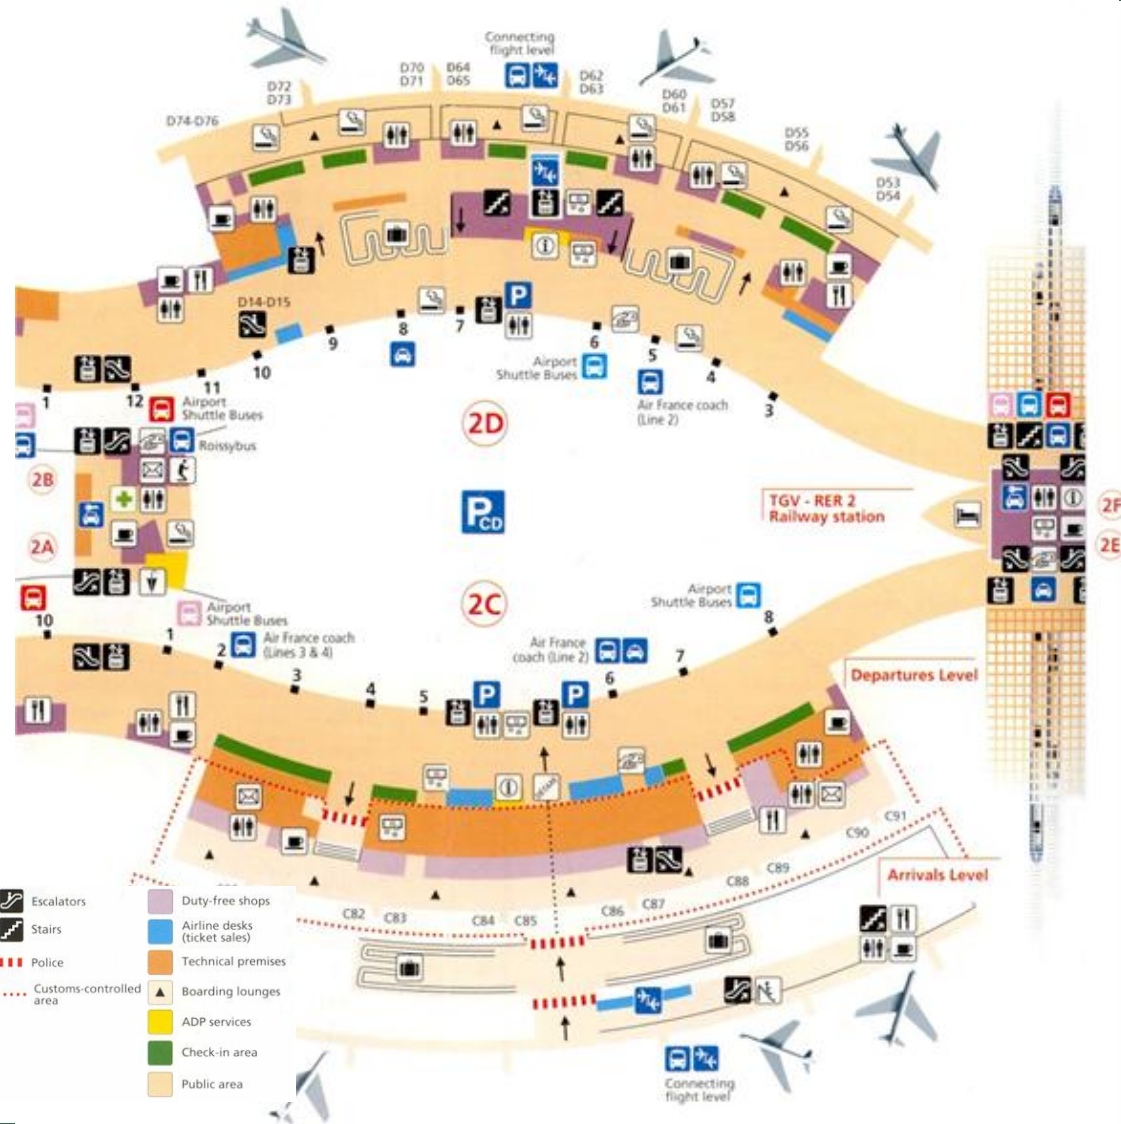 Connecting
flight level
D70
D71
D64
D65
D62
D63
D72
D73
D60
D61
D57
D58
D74-D76
D55
D56
D53
D54
i
D14-D15
P
1
12
11
10
9
8
7
6
5
4
3
Airport
Shuttle Buses
Airport
Shuttle Buses
Air France coach
(Line 2)
Roissybus
2D
2B
2A
P CD
TGV - RER 2
Railway station
i
2F
2E
2C
Airport
Shuttle Buses
Airport
Shuttle Buses
Air France coach
(Lines 3 & 4)
Air France
coach (Line 2)
10
1
2
3
4
5
6
7
8
P
P
Departures Level
i
C91
C90
C89
C88
C87
C86
C85
C84
C83
C82
Arrivals Level
Connecting
flight level
Escalators
Stairs
Police
Customs-controlled
area
Duty-free shops
Airline desks
(ticket sales)
Technical premises
Boarding lounges
ADP services
Check-in area
Public area